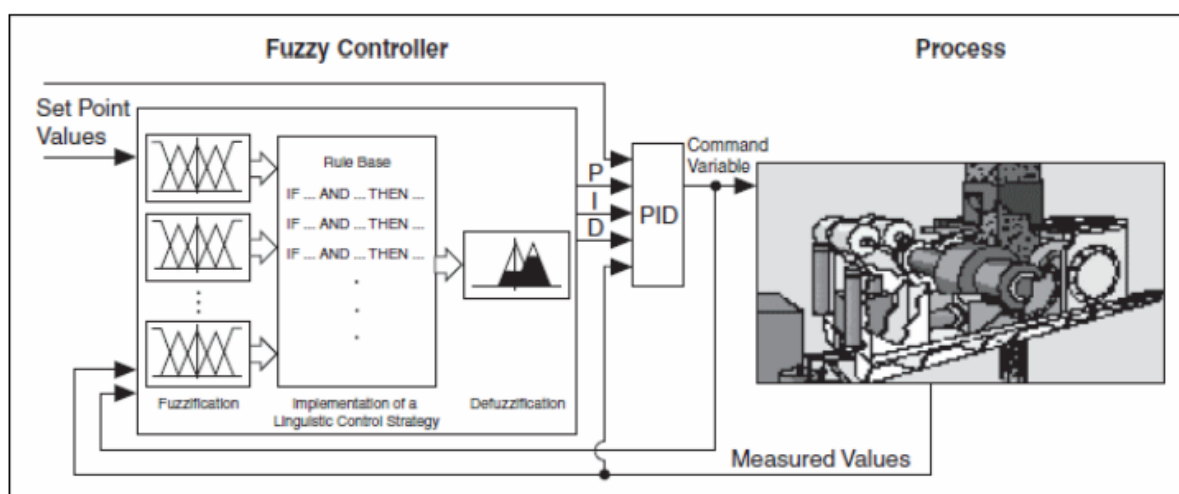 Fuzzy Controller
Process
Set Point
Values
Rule Base
IF ... AND ... THEN ...
IF ... AND ... THEN ...
IF ... AND ... THEN ...
Fuzzification
Implementation of a
Linguistic Control Strategy
Defuzzification
P
I
D
PID
Command
Variable
Measured Values